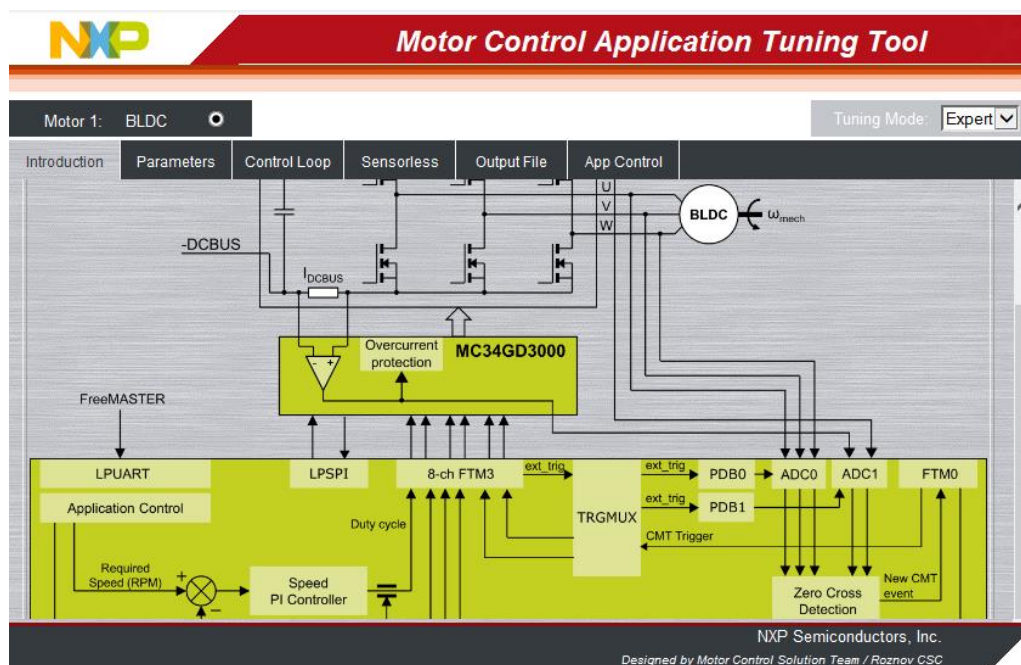 NXP
Motor Control Application Tuning Tool
Motor 1: BLDC
Tuning Mode: Expert
Introduction Parameters Control Loop Sensorless Output File App Control
U
V
W
BLDC
ωmech
-DCBUS
IDCBUS
Overcurrent
protection
MC34GD3000
- +
FreeMASTER
LPUART
LPSPI
8-ch FTM3
ext_trig
ext_trig
PDB0
ADC0
ADC1
FTM0
Application Control
TRGMUX
ext_trig
PDB1
Duty cycle
CMT Trigger
Required
Speed (RPM)
+
-
Speed
PI Controller
Zero Cross
Detection
New CMT
event
NXP Semiconductors, Inc.
Designed by Motor Control Solution Team / Roznov CSC